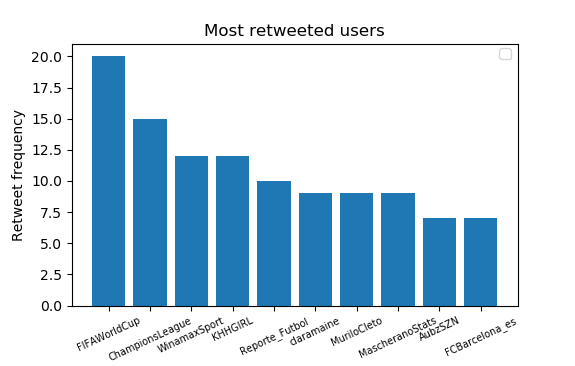 Most retweeted users
Retweet frequency
20.0
17.5
15.0
12.5
10.0
7.5
5.0
2.5
0.0
FIFAWorldCup
ChampionsLeague
WinamaxSport
KHHGIRL
Reporte_Futbol
claramaine
MuriloCleto
MascheranoStats
AubzSZN
FCBarcelona_es